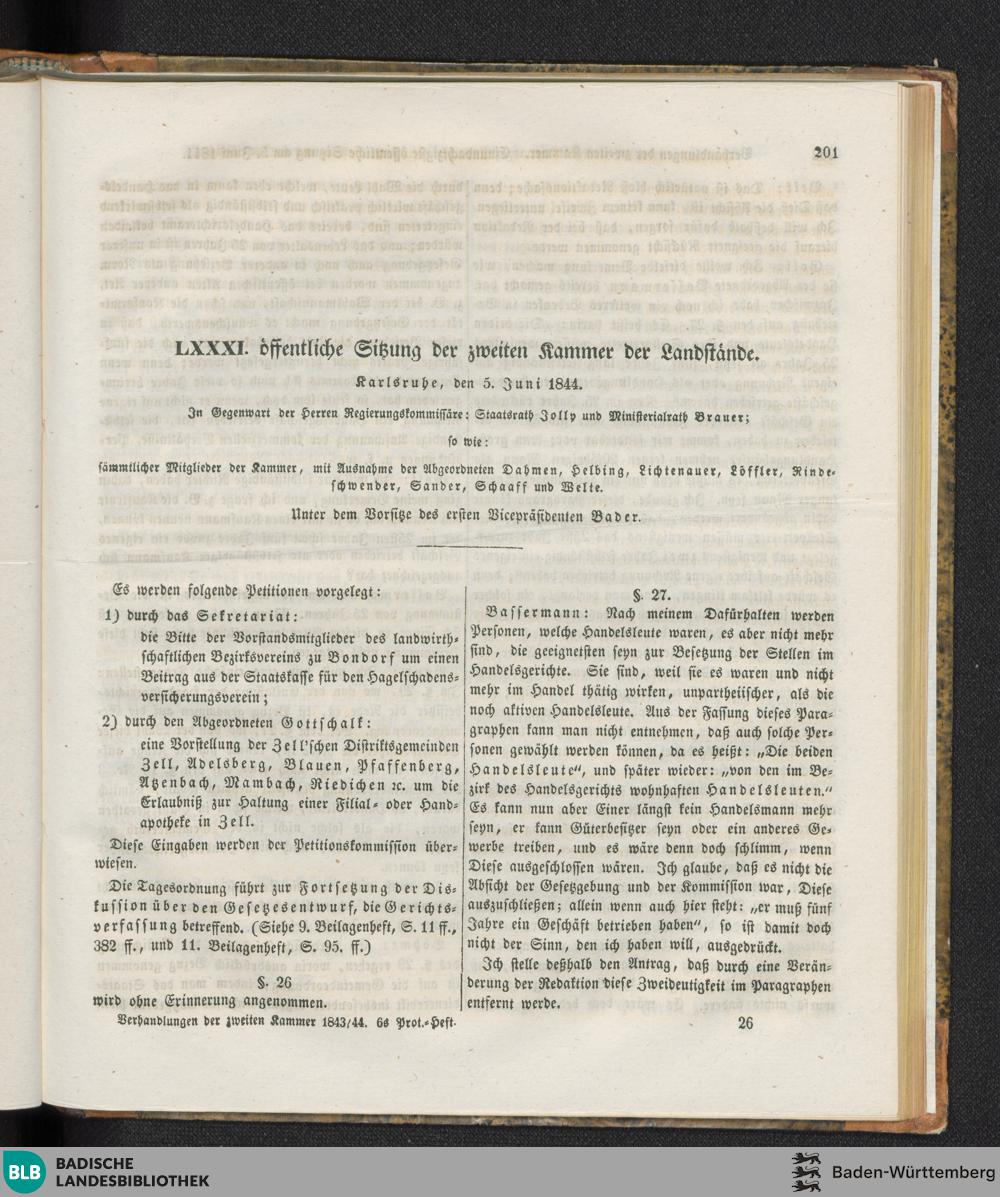 201
LXXXI. öffentliche Sitzung der zweiten Kammer der Landstände.
Karlsruhe, den 5. Juni 1844.
In Gegenwart der Herren Regierungskommissäre: Staatsrath Jolly und Ministerialrath Brauer;
so wie:
sämmtlicher Mitglieder der Kammer, mit Ausnahme der Abgeordneten Dahmen, Helbing, Lichtenauer, Löffler, Rinde-
schwender, Sander, Schaaff und Welte.
Unter dem Vorsitze des ersten Vicepräsidenten Bader.
Es werden folgende Petitionen vorgelegt:
1) durch das Sekretariat:
die Bitte der Vorstandsmitglieder des landwirth-
schaftlichen Bezirksvereins zu Bondorf um einen
Beitrag aus der Staatskasse für den Hagelschadens-
versicherungsverein;
2) durch den Abgeordneten Gottschalk:
eine Vorstellung der Zell'schen Distriktsgemeinden
Zell, Adelsberg, Blauen, Pfaffenberg,
Atzenbach, Mambach, Riedichen ꝛc. um die
Erlaubniß zur Haltung einer Filial- oder Hand-
apotheke in Zell.
Diese Eingaben werden der Petitionskommission über-
wiesen.
Die Tagesordnung führt zur Fortsetzung der Dis-
kussion über den Gesetzesentwurf, die Gerichts-
verfassung betreffend. (Siehe 9. Beilagenheft, S. 11 ff.,
382 ff., und 11. Beilagenheft, S. 95. ff.)
§. 26
wird ohne Erinnerung angenommen.
Verhandlungen der zweiten Kammer 1843/44. 6s Prot.-Heft.
§. 27.
Bassermann: Nach meinem Dafürhalten werden
Personen, welche Handelsleute waren, es aber nicht mehr
sind, die geeignetsten seyn zur Besetzung der Stellen im
Handelsgerichte. Sie sind, weil sie es waren und nicht
mehr im Handel thätig wirken, unpartheiischer, als die
noch aktiven Handelsleute. Aus der Fassung dieses Para-
graphen kann man nicht entnehmen, daß auch solche Per-
sonen gewählt werden können, da es heißt: „Die beiden
Handelsleute“, und später wieder: „von den im Be-
zirk des Handelsgerichts wohnhaften Handelsleuten.“
Es kann nun aber Einer längst kein Handelsmann mehr
seyn, er kann Güterbesitzer seyn oder ein anderes Ge-
werbe treiben, und es wäre denn doch schlimm, wenn
Diese ausgeschlossen wären. Ich glaube, daß es nicht die
Absicht der Gesetzgebung und der Kommission war, Diese
auszuschließen; allein wenn auch hier steht: „er muß fünf
Jahre ein Geschäft betrieben haben“, so ist damit doch
nicht der Sinn, den ich haben will, ausgedrückt.
Ich stelle deßhalb den Antrag, daß durch eine Verän-
derung der Redaktion diese Zweideutigkeit im Paragraphen
entfernt werde.
26
BLB BADISCHE
LANDESBIBLIOTHEK
Baden-Württemberg